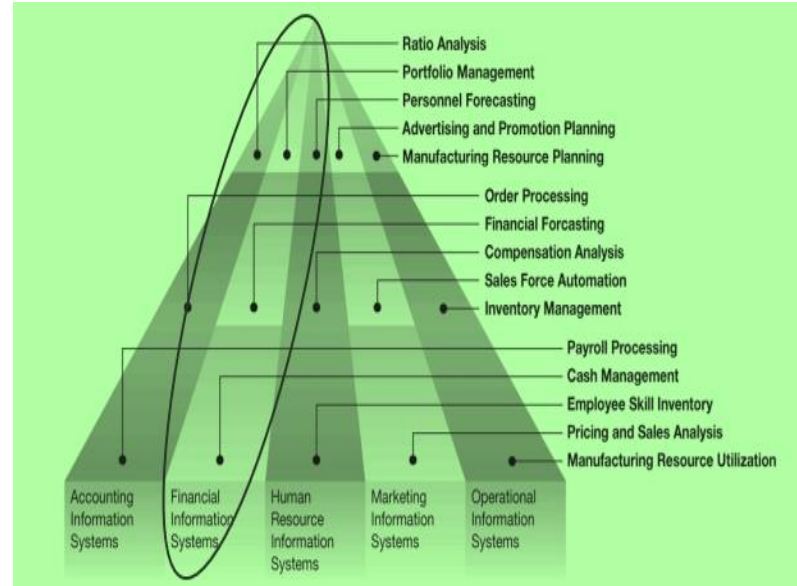 Ratio Analysis
Portfolio Management
Personnel Forecasting
Advertising and Promotion Planning
Manufacturing Resource Planning
Order Processing
Financial Forcasting
Compensation Analysis
Sales Force Automation
Inventory Management
Payroll Processing
Cash Management
Employee Skill Inventory
Pricing and Sales Analysis
Manufacturing Resource Utilization
Accounting
Information
Systems
Financial
Information
Systems
Human
Resource
Information
Systems
Marketing
Information
Systems
Operational
Information
Systems